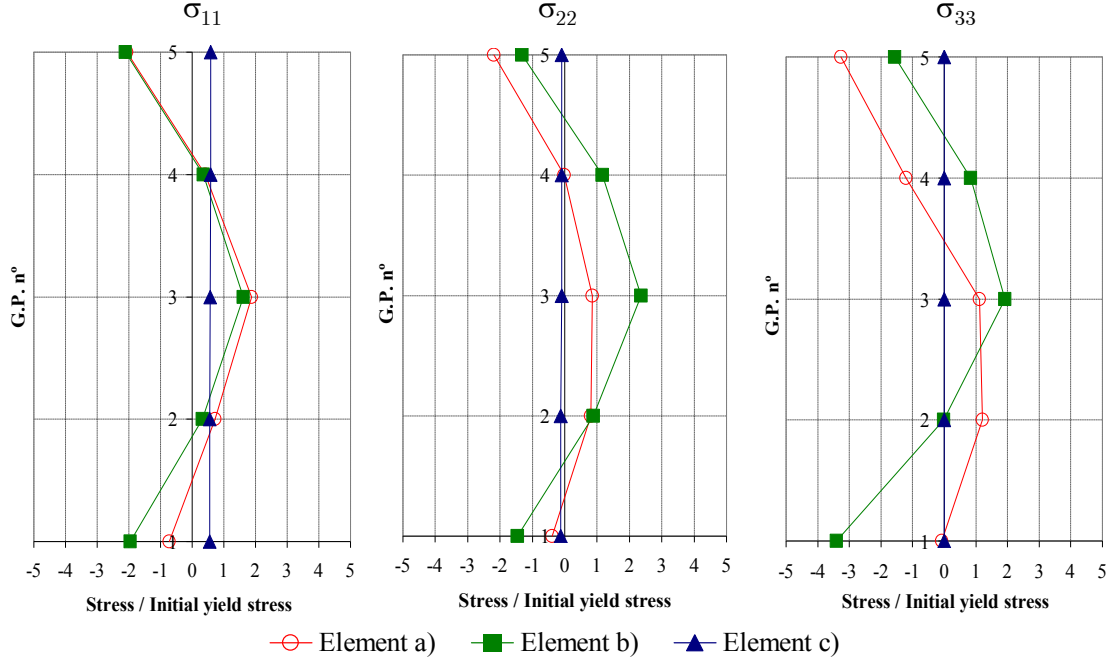 σ11 σ22 σ33
5 5 5
4 4 4
3 3 3
2 2 2
1 1 1
G.P. nº G.P. nº
-5 -4 -3 -2 -1 0 1 2 3 4 5 -5 -4 -3 -2 -1 0 1 2 3 4 5 -5 -4 -3 -2 -1 0 1 2 3 4 5
Stress / Initial yield stress Stress / Initial yield stress Stress / Initial yield stress
Element a) Element b) Element c)